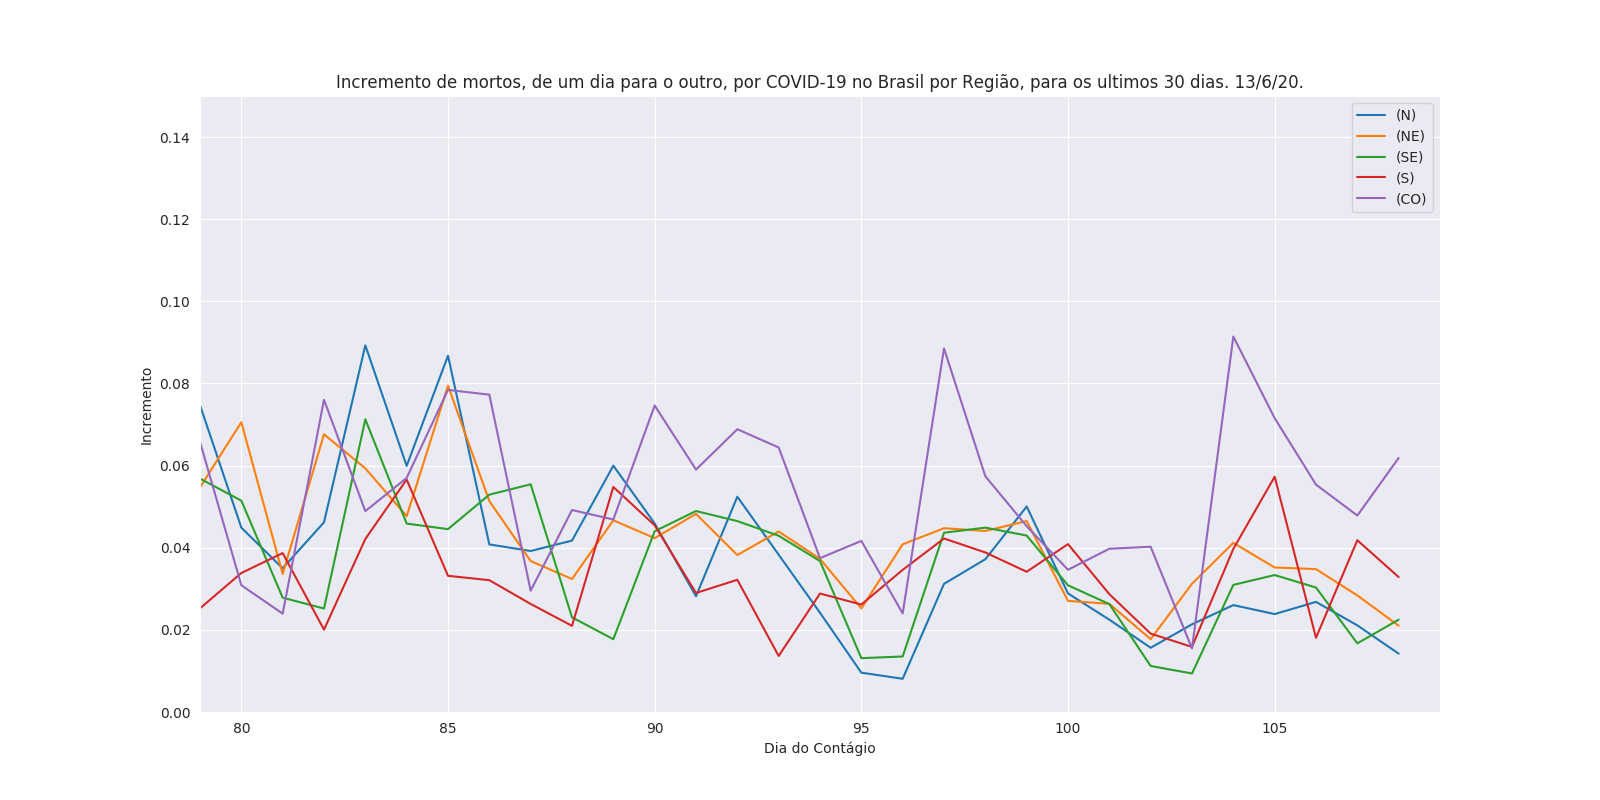 Incremento de mortos, de um dia para o outro, por COVID-19 no Brasil por Região, para os ultimos 30 dias. 13/6/20.
(N)
(NE)
(SE)
(S)
(CO)
0.14
0.12
0.10
0.08
0.06
0.04
0.02
0.00
Incremento
80 85 90 95 100 105
Dia do Contágio